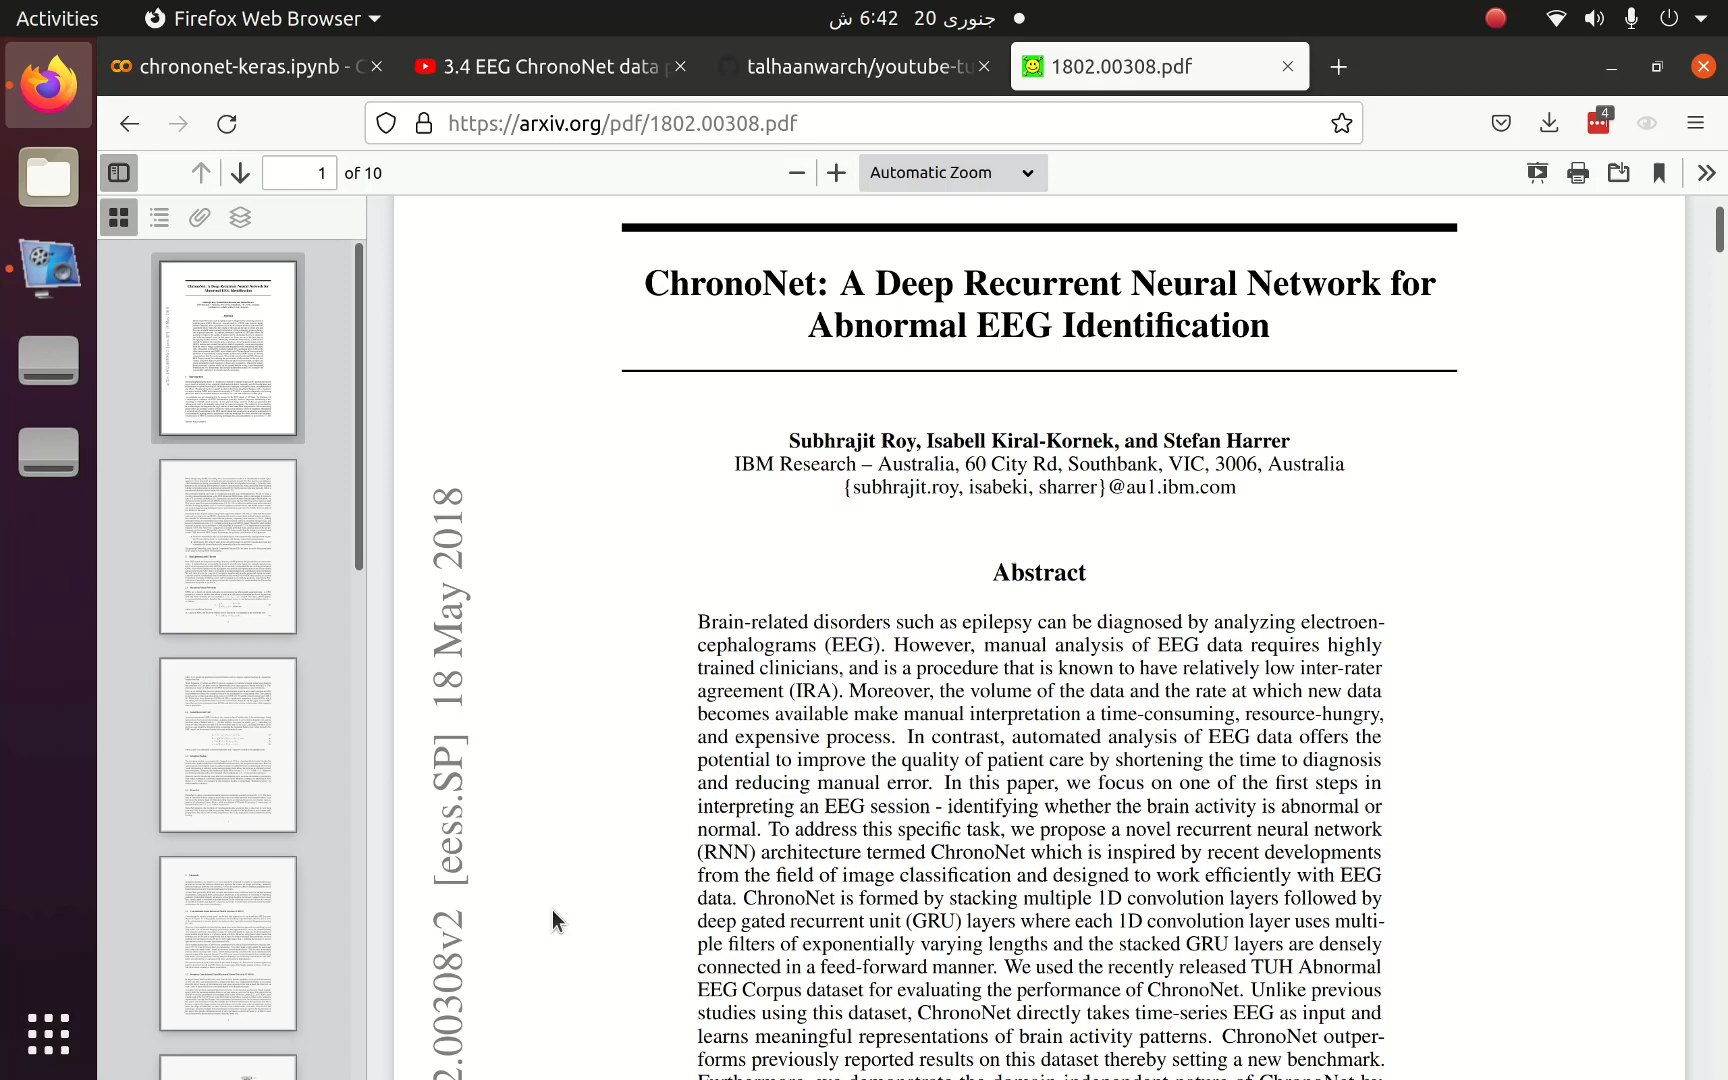 Activities
Firefox Web Browser
جنوری 20 6:42 ش
chrononet-keras.ipynb - C
3.4 EEG ChronoNet data p
talhaanwarch/youtube-tu
1802.00308.pdf
https://arxiv.org/pdf/1802.00308.pdf
4
1 of 10
Automatic Zoom
ChronoNet: A Deep Recurrent Neural Network for
Abnormal EEG Identification
Subhrajit Roy, Isabell Kiral-Kornek, and Stefan Harrer
IBM Research – Australia, 60 City Rd, Southbank, VIC, 3006, Australia
{subhrajit.roy, isabeki, sharrer}@au1.ibm.com
2.00308v2 [eess.SP] 18 May 2018
Abstract
Brain-related disorders such as epilepsy can be diagnosed by analyzing electroen-
cephalograms (EEG). However, manual analysis of EEG data requires highly
trained clinicians, and is a procedure that is known to have relatively low inter-rater
agreement (IRA). Moreover, the volume of the data and the rate at which new data
becomes available make manual interpretation a time-consuming, resource-hungry,
and expensive process. In contrast, automated analysis of EEG data offers the
potential to improve the quality of patient care by shortening the time to diagnosis
and reducing manual error. In this paper, we focus on one of the first steps in
interpreting an EEG session - identifying whether the brain activity is abnormal or
normal. To address this specific task, we propose a novel recurrent neural network
(RNN) architecture termed ChronoNet which is inspired by recent developments
from the field of image classification and designed to work efficiently with EEG
data. ChronoNet is formed by stacking multiple 1D convolution layers followed by
deep gated recurrent unit (GRU) layers where each 1D convolution layer uses multi-
ple filters of exponentially varying lengths and the stacked GRU layers are densely
connected in a feed-forward manner. We used the recently released TUH Abnormal
EEG Corpus dataset for evaluating the performance of ChronoNet. Unlike previous
studies using this dataset, ChronoNet directly takes time-series EEG as input and
learns meaningful representations of brain activity patterns. ChronoNet outper-
forms previously reported results on this dataset thereby setting a new benchmark.